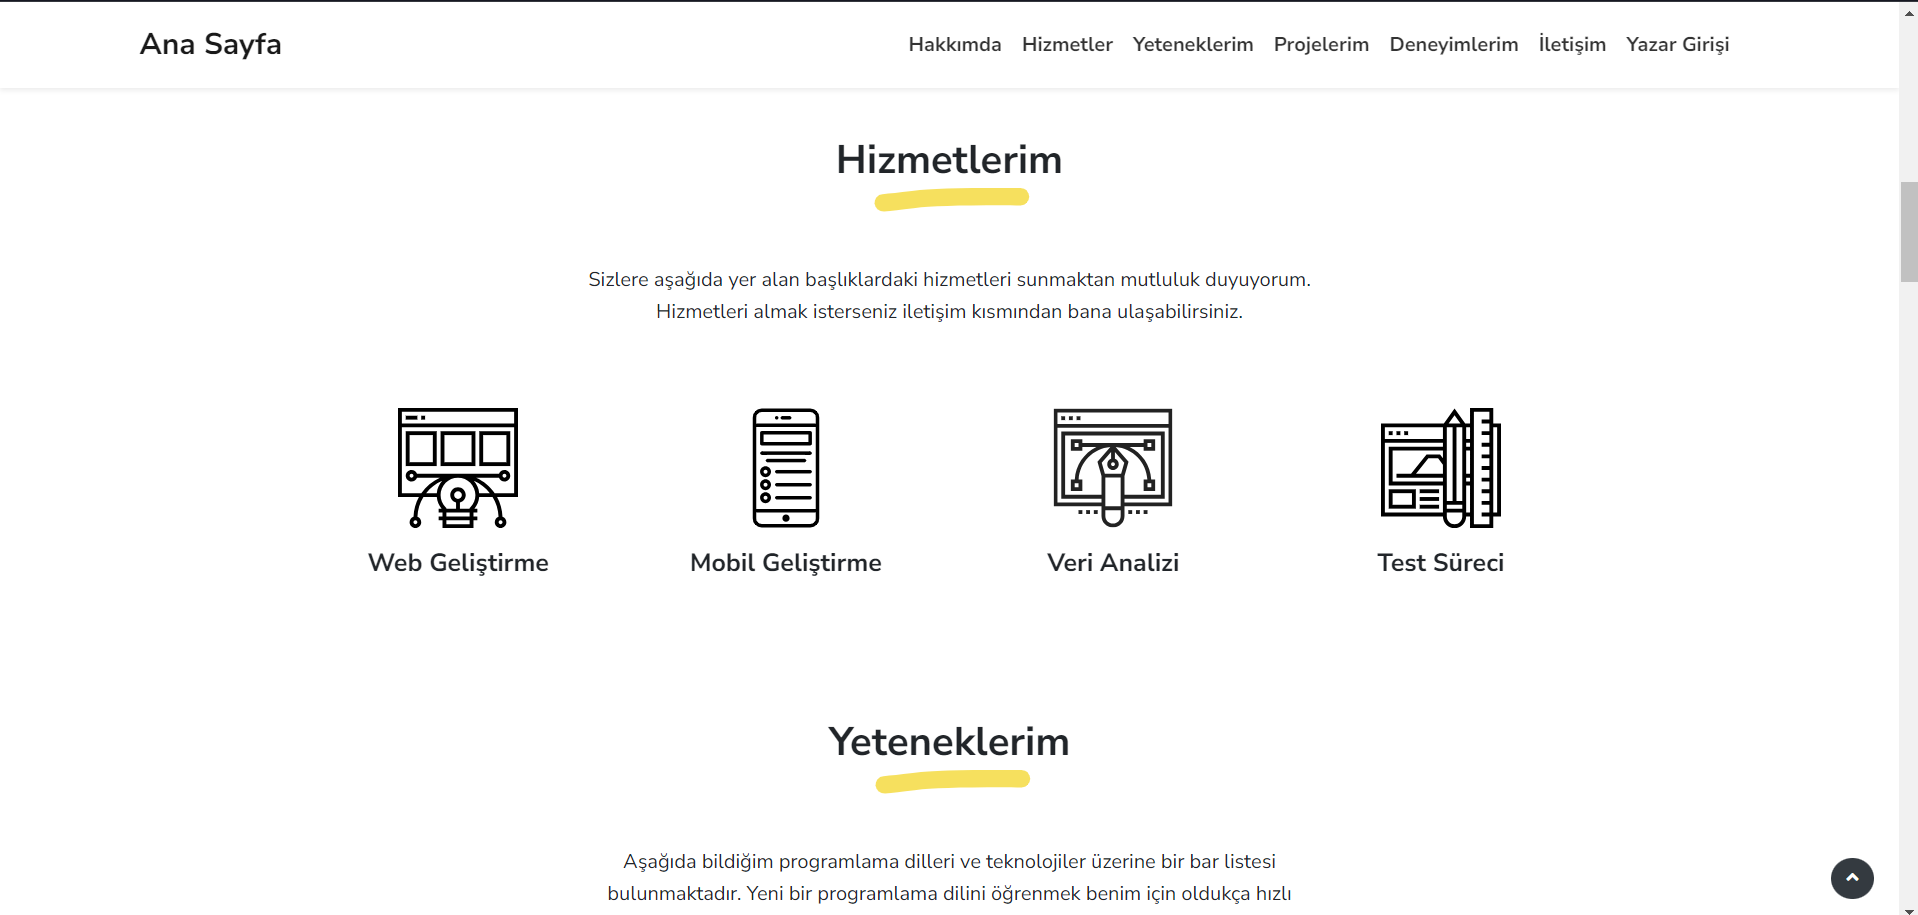 Ana Sayfa
Hakkımda Hizmetler Yeteneklerim Projelerim Deneyimlerim İletişim Yazar Girişi
Hizmetlerim
Sizlere aşağıda yer alan başlıklardaki hizmetleri sunmaktan mutluluk duyuyorum.
Hizmetleri almak isterseniz iletişim kısmından bana ulaşabilirsiniz.
Web Geliştirme
Mobil Geliştirme
Veri Analizi
Test Süreci
Yeteneklerim
Aşağıda bildiğim programlama dilleri ve teknolojiler üzerine bir bar listesi
bulunmaktadır. Yeni bir programlama dilini öğrenmek benim için oldukça hızlı